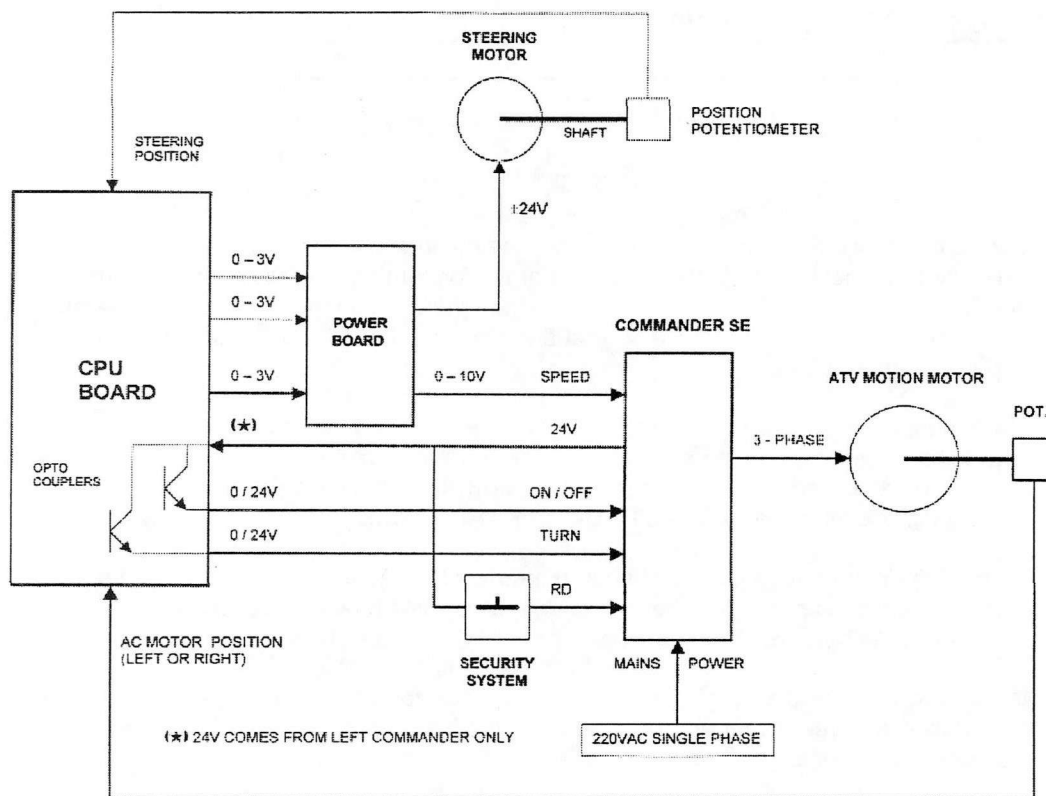 STEERING
MOTOR
SHAFT
POSITION
POTENTIOMETER
STEERING
POSITION
+24V
0 – 3V
0 – 3V
0 – 3V
POWER
BOARD
CPU
BOARD
COMMANDER SE
0 – 10V
SPEED
ATV MOTION MOTOR
(★)
24V
3 - PHASE
OPTO
COUPLERS
0 / 24V
ON / OFF
0 / 24V
TURN
RD
AC MOTOR POSITION
(LEFT OR RIGHT)
SECURITY
SYSTEM
MAINS POWER
(★) 24V COMES FROM LEFT COMMANDER ONLY
220VAC SINGLE PHASE